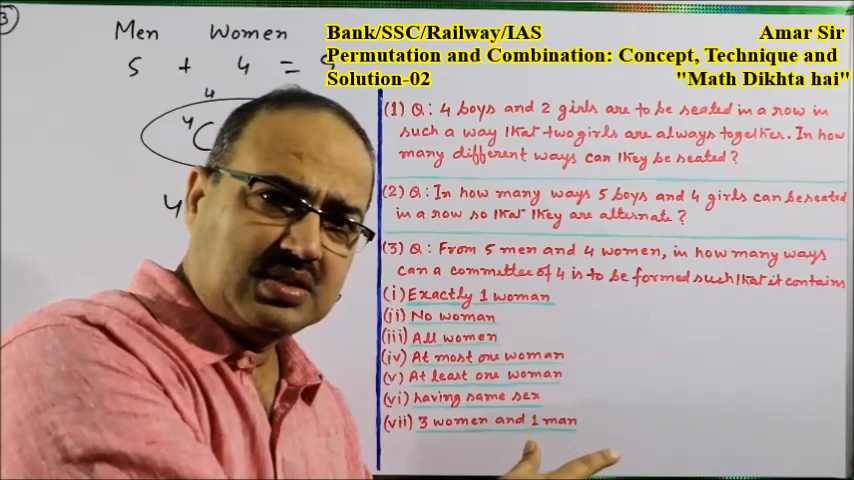 3
Men Women
5 + 4 = 9
4
4C
4
Bank/SSC/Railway/IAS Amar Sir
Permutation and Combination: Concept, Technique and
Solution-02 "Math Dikhta hai"
(1) Q: 4 boys and 2 girls are to be seated in a row in
such a way that two girls are always together. In how
many different ways can they be seated?
(2) Q: In how many ways 5 boys and 4 girls can be seated
in a row so that they are alternate?
(3) Q: From 5 men and 4 women, in how many ways
can a committee of 4 is to be formed such that it contains
(i) Exactly 1 woman
(ii) No woman
(iii) All women
(iv) At most one woman
(v) At least one woman
(vi) having same sex
(vii) 3 women and 1 man